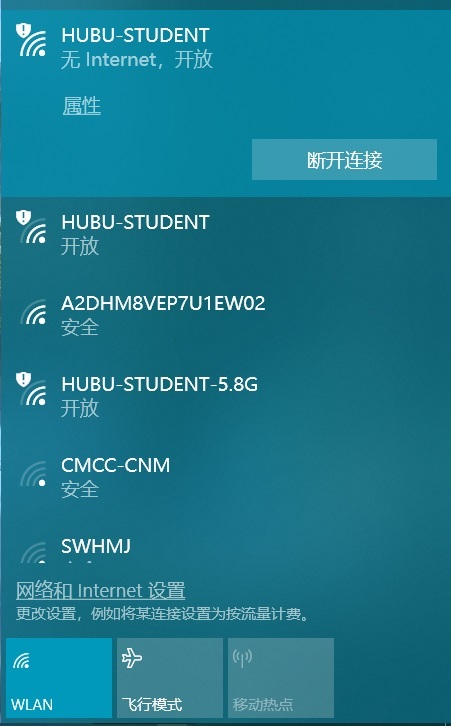 HUBU-STUDENT
无 Internet，开放
属性
断开连接
HUBU-STUDENT
开放
A2DHM8VEP7U1EW02
安全
HUBU-STUDENT-5.8G
开放
CMCC-CNM
安全
SWHMJ
网络和 Internet 设置
更改设置，例如将某连接设置为按流量计费。
WLAN
飞行模式
移动热点